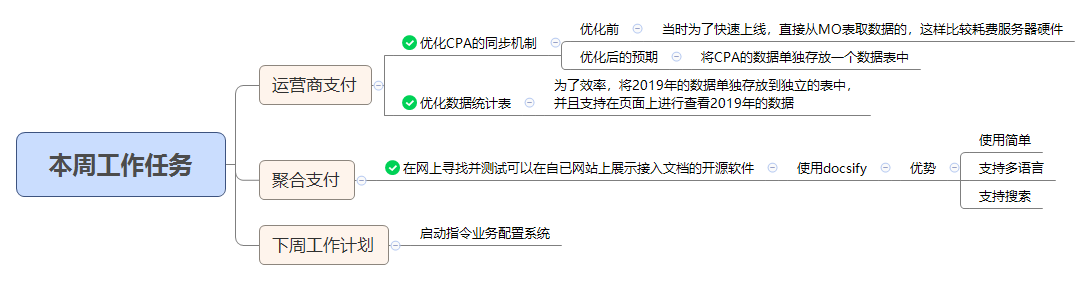 本周工作任务
运营商支付
优化CPA的同步机制
优化前
当时为了快速上线，直接从MO表取数据的，这样比较耗费服务器硬件
优化后的预期
将CPA的数据单独存放一个数据表中
优化数据统计表
为了效率，将2019年的数据单独存放到独立的表中，
并且支持在页面上进行查看2019年的数据
聚合支付
在网上寻找并测试可以在自已网站上展示接入文档的开源软件
使用docsify
优势
使用简单
支持多语言
支持搜索
下周工作计划
启动指令业务配置系统